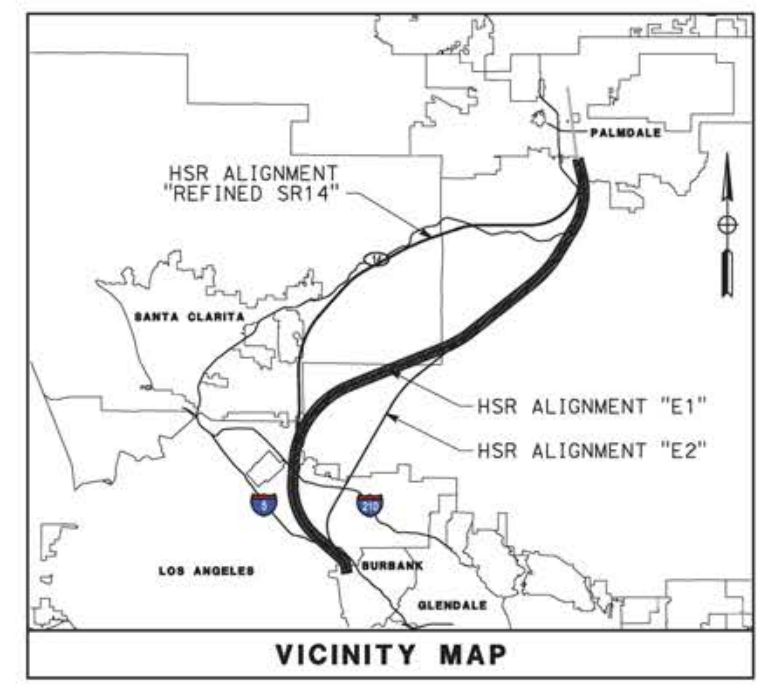 PALMDALE
HSR ALIGNMENT
"REFINED SR14"
14
SANTA CLARITA
HSR ALIGNMENT "E1"
HSR ALIGNMENT "E2"
5
210
LOS ANGELES
BURBANK
GLENDALE
VICINITY MAP